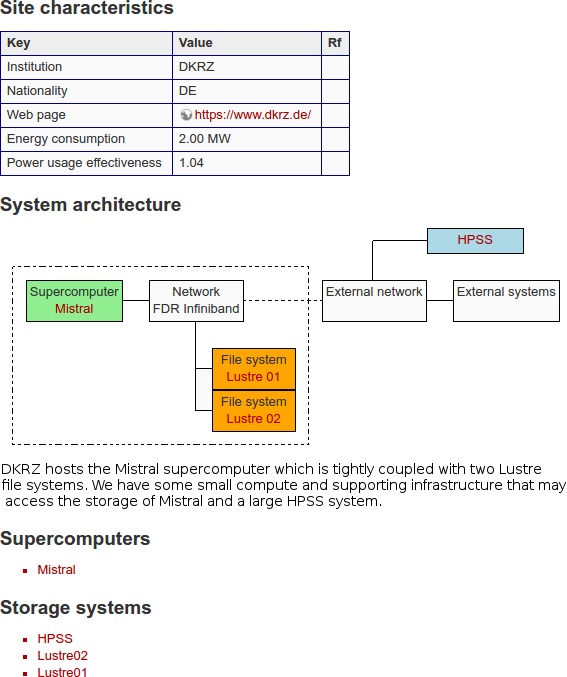 Site characteristics
Key Value Rf
Institution DKRZ
Nationality DE
Web page https://www.dkrz.de/
Energy consumption 2.00 MW
Power usage effectiveness 1.04
System architecture
HPSS
Supercomputer
Mistral
Network
FDR Infiniband
External network
External systems
File system
Lustre 01
File system
Lustre 02
DKRZ hosts the Mistral supercomputer which is tightly coupled with two Lustre
file systems. We have some small compute and supporting infrastructure that may
access the storage of Mistral and a large HPSS system.
Supercomputers
Mistral
Storage systems
HPSS
Lustre02
Lustre01